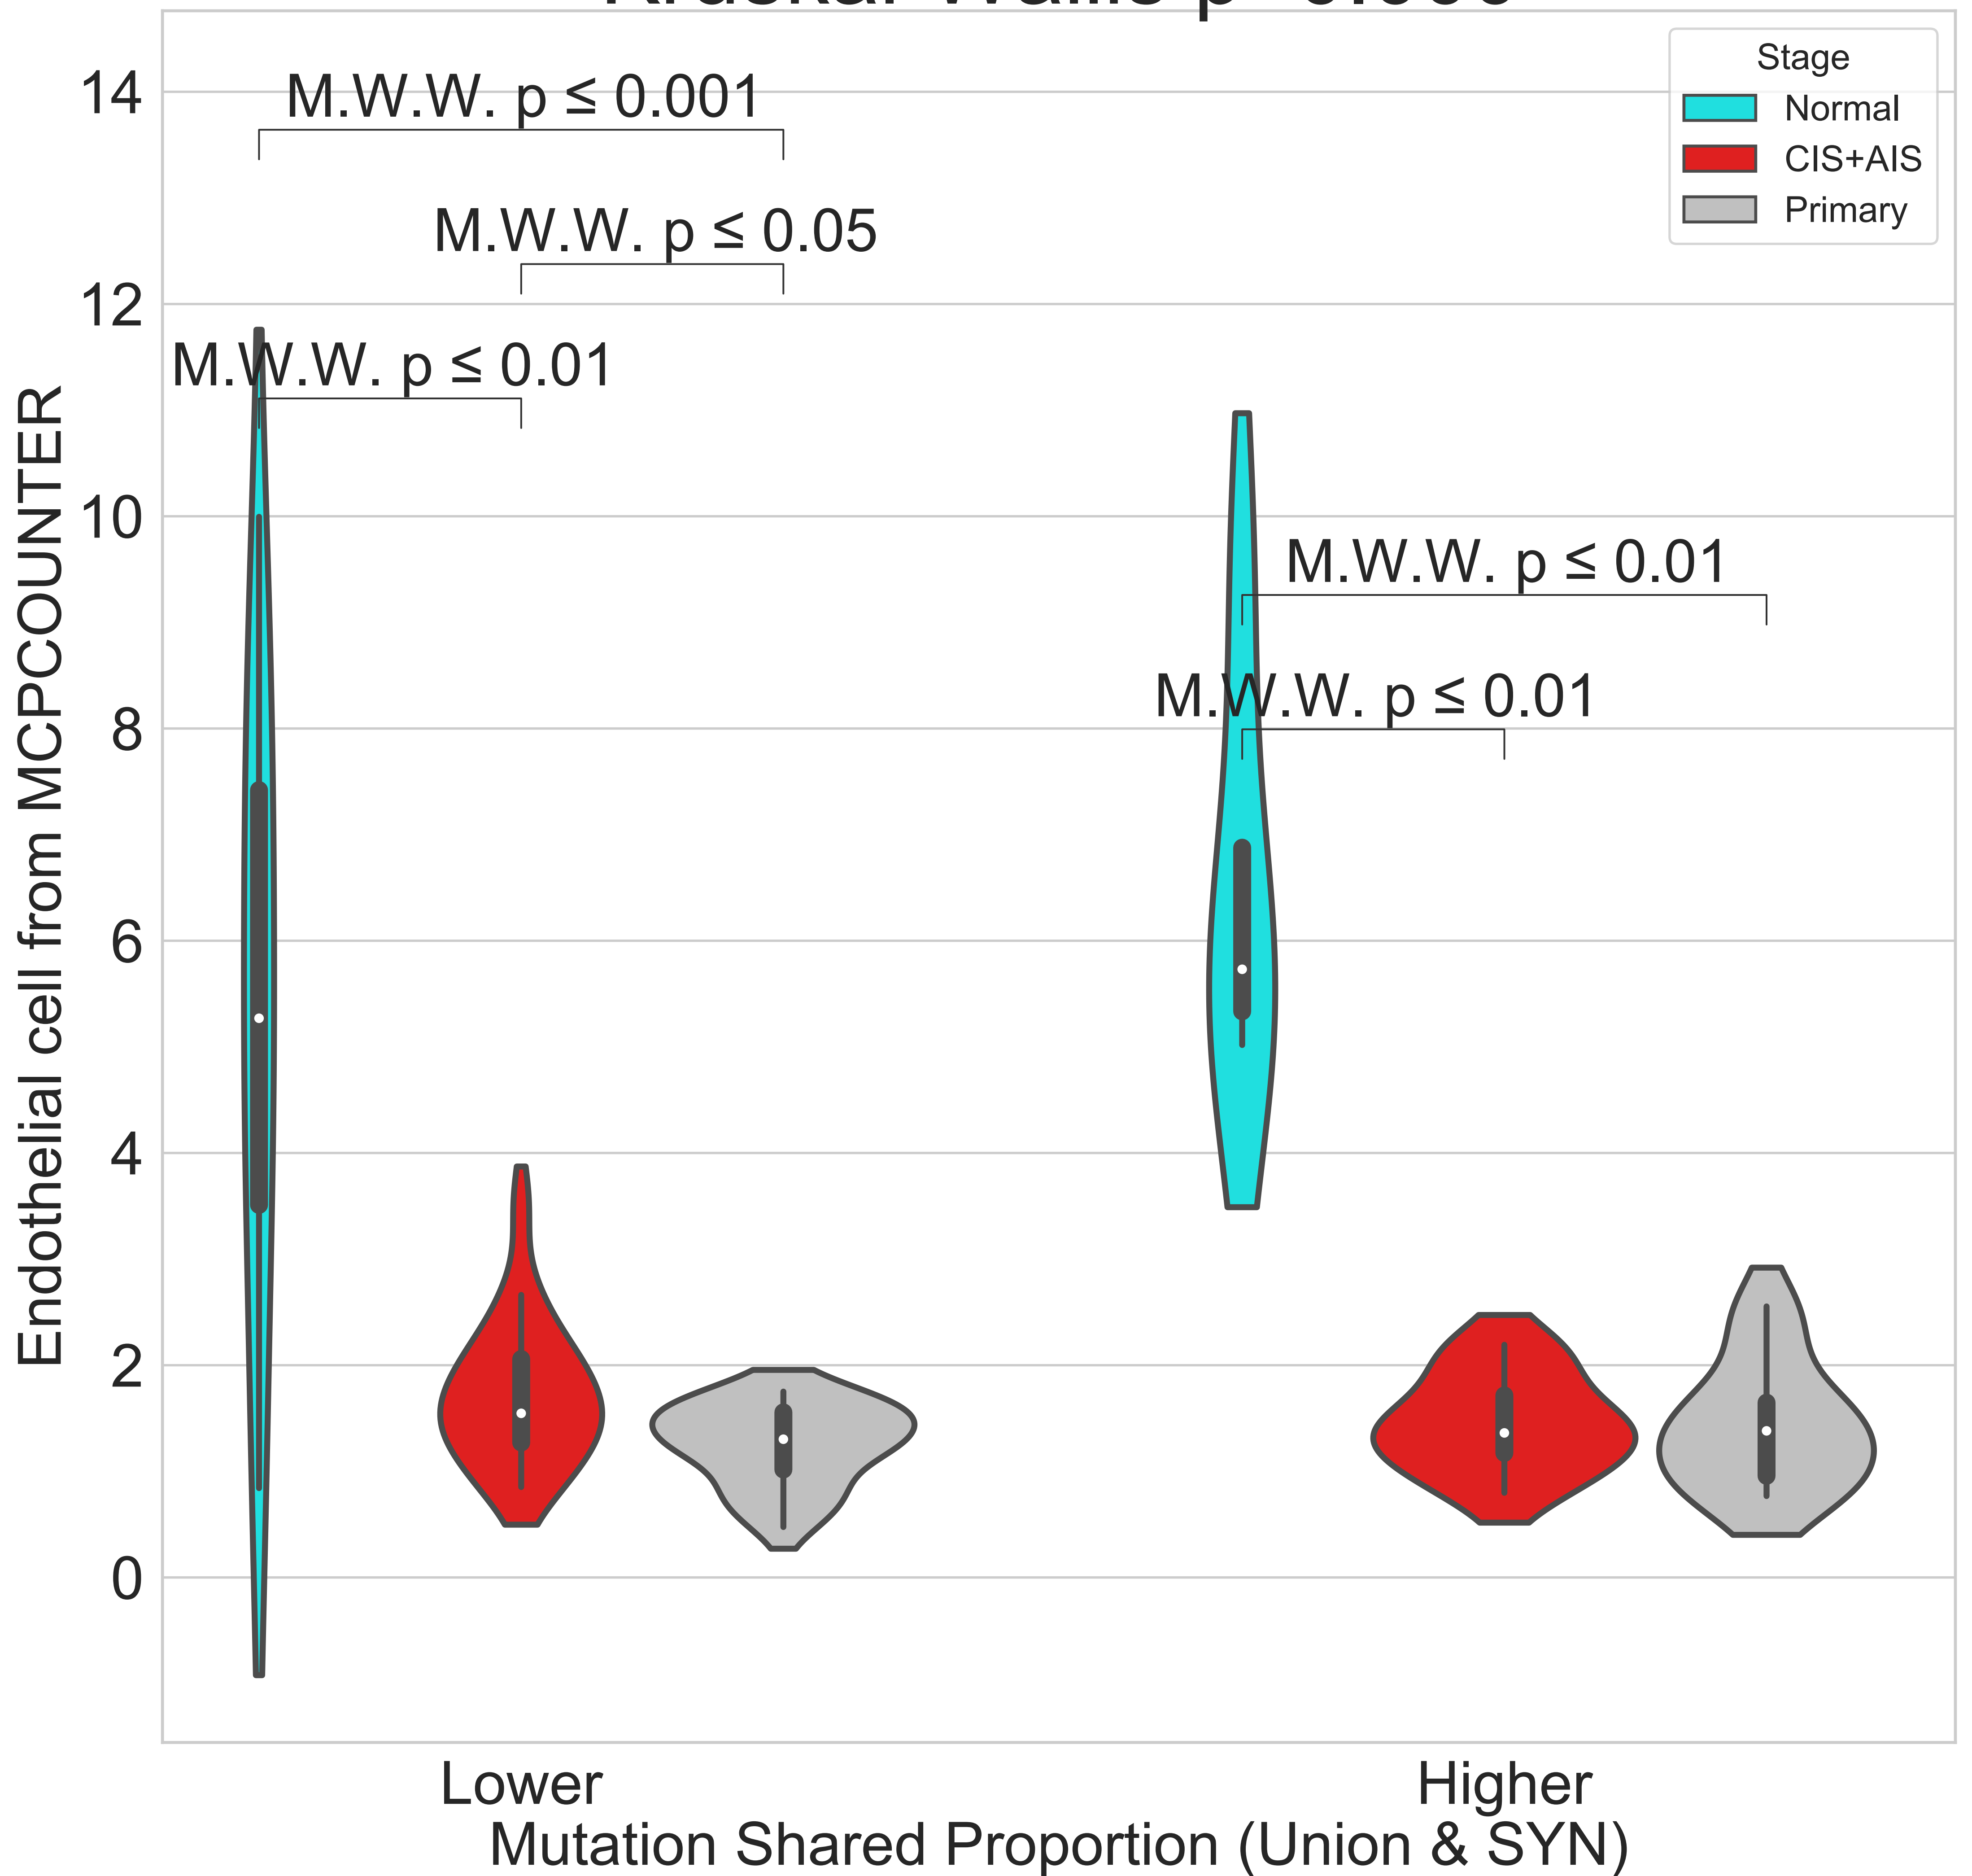 Stage
Normal
CIS+AIS
Primary
M.W.W. p ≤ 0.001
M.W.W. p ≤ 0.05
M.W.W. p ≤ 0.01
M.W.W. p ≤ 0.01
M.W.W. p ≤ 0.01
14
12
10
8
6
4
2
0
Endothelial cell from MCPCOUNTER
Lower
Higher
Mutation Shared Proportion (Union & SYN)